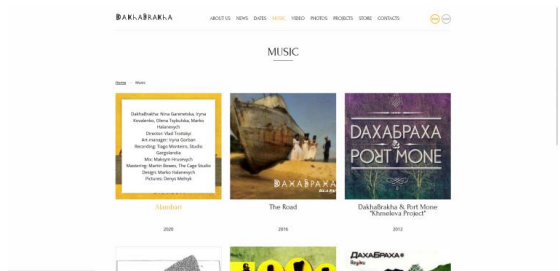 DakhaBrakha
ABOUT US NEWS DATES MUSIC VIDEO PHOTOS PROJECTS STORE CONTACTS
MUSIC
Home Music
DakhaBrakha: Nina Garenetska, Iryna
Kovalenko, Olena Tsybulska, Marko
Halanevych
Director: Vlad Troitskyi
Art manager: Iryna Gorban
Recording: Tiago Monteiro, Studio
Gorgolandia
Mix: Maksym Hrusevych
Mastering: Martin Bowes, The Cage Studio
Design: Marko Halanevych
Pictures: Denys Melnyk
Alambari
2020
ДАХАБРАХА
The Road
2016
ДАХАБРАХА
&
PORT MONE
DakhaBrakha & Port Mone
"Khmeleva Project"
2012
ДАХАБРАХА